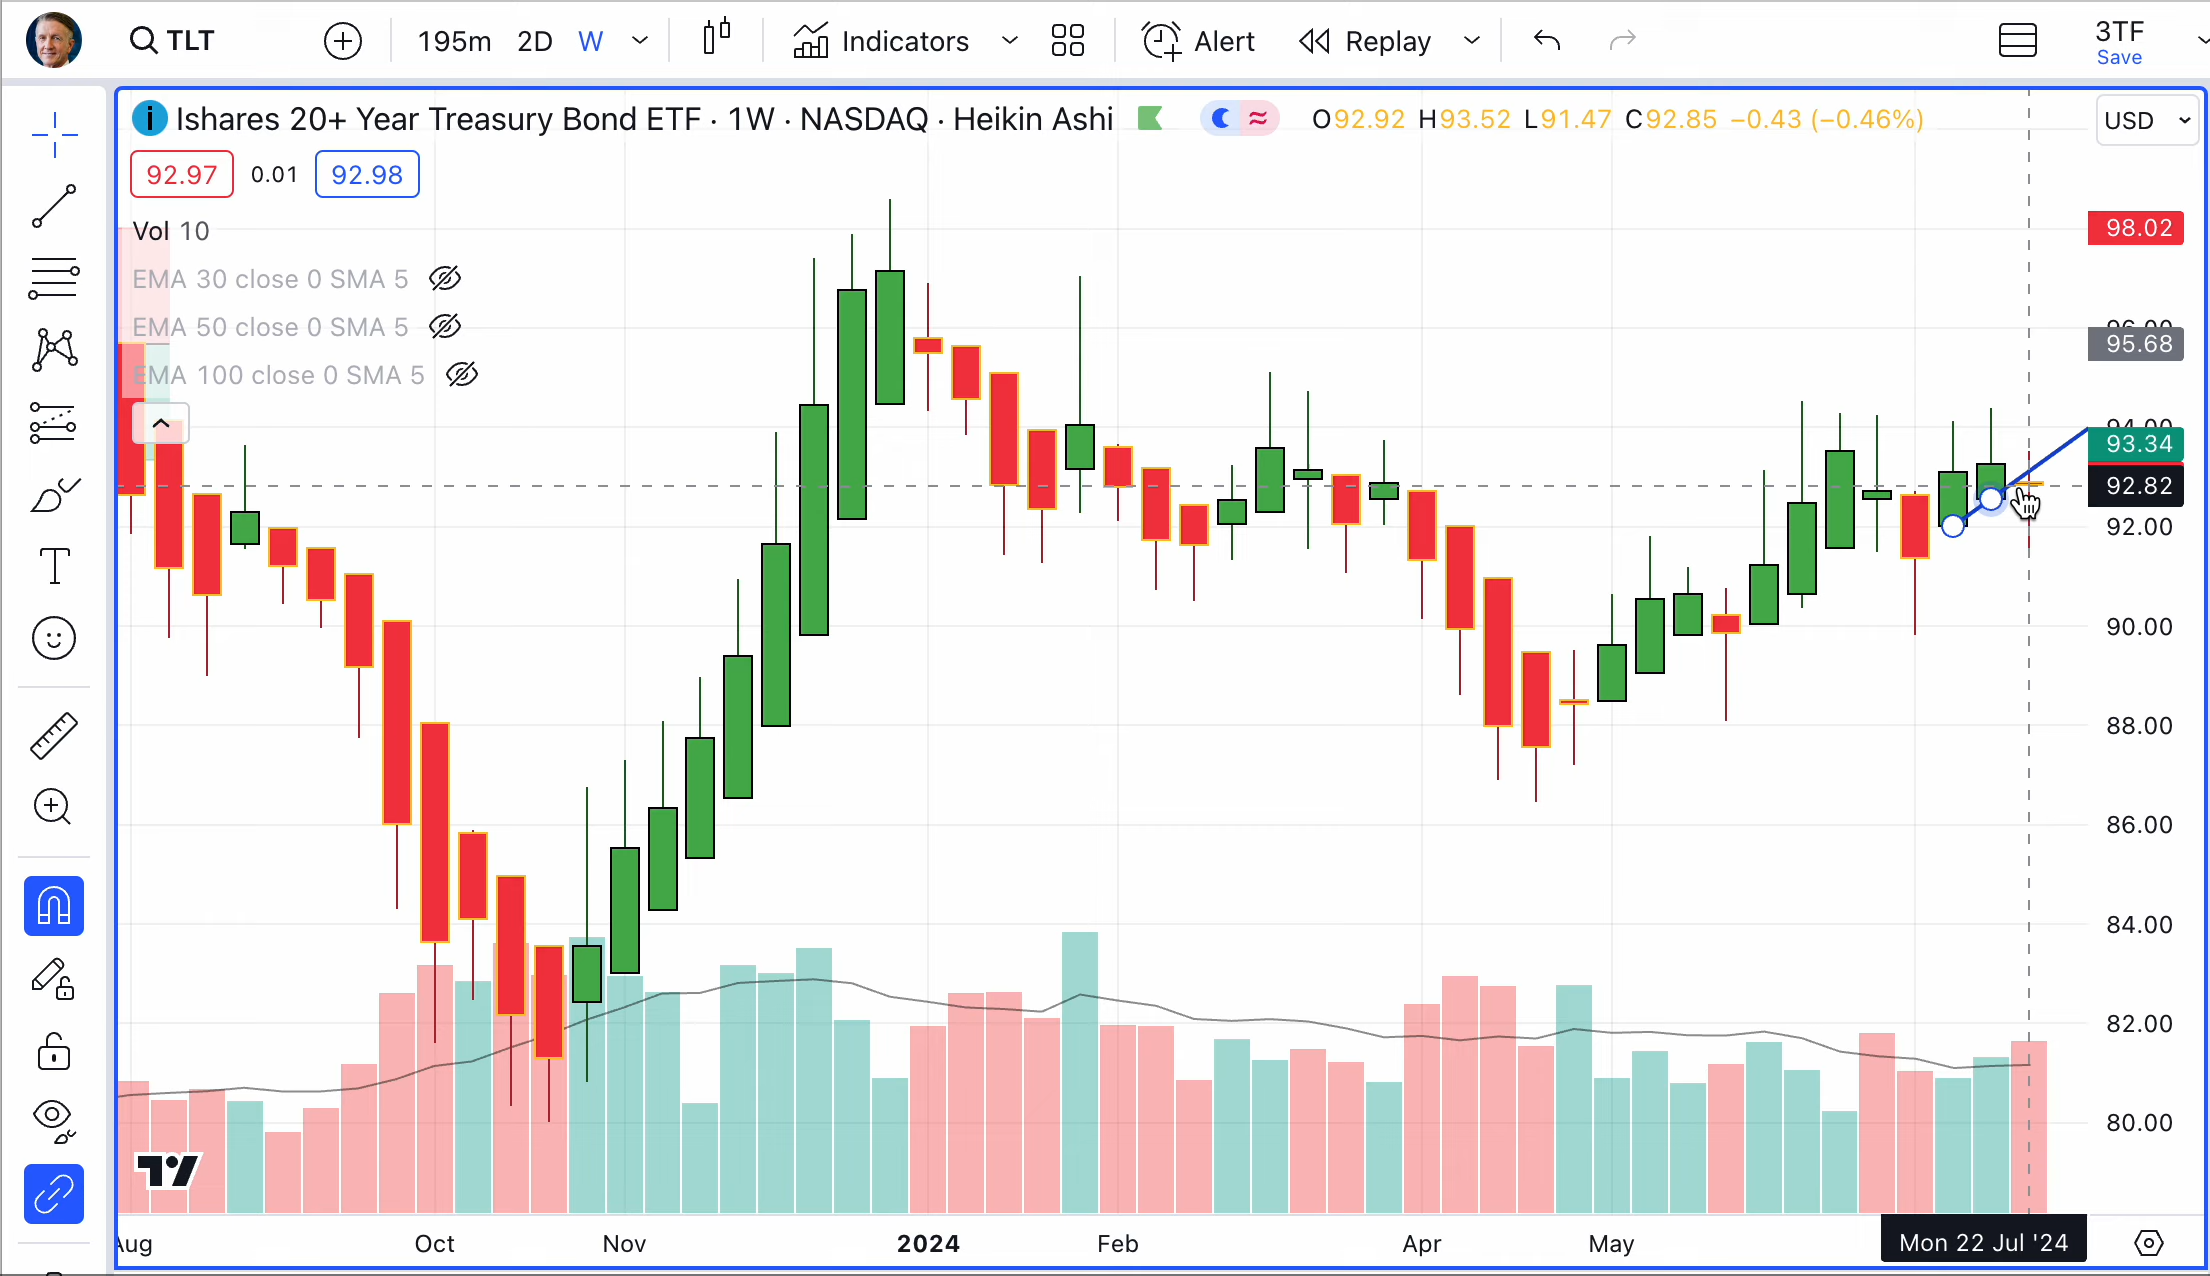 TLT
195m 2D W
Indicators
Alert
Replay
3TF
Save
Ishares 20+ Year Treasury Bond ETF · 1W · NASDAQ · Heikin Ashi
O92.92 H93.52 L91.47 C92.85 −0.43 (−0.46%)
USD
92.97 0.01 92.98
Vol 10
EMA 30 close 0 SMA 5
EMA 50 close 0 SMA 5
EMA 100 close 0 SMA 5
98.02
96.00
95.68
94.00
93.34
92.82
92.00
90.00
88.00
86.00
84.00
82.00
80.00
Aug Oct Nov 2024 Feb Apr May Mon 22 Jul '24